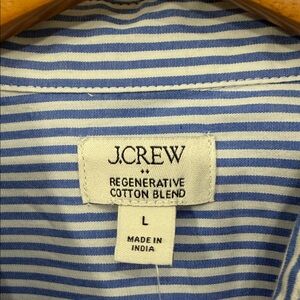 J.CREW
REGENERATIVE
COTTON BLEND
L
MADE IN
INDIA